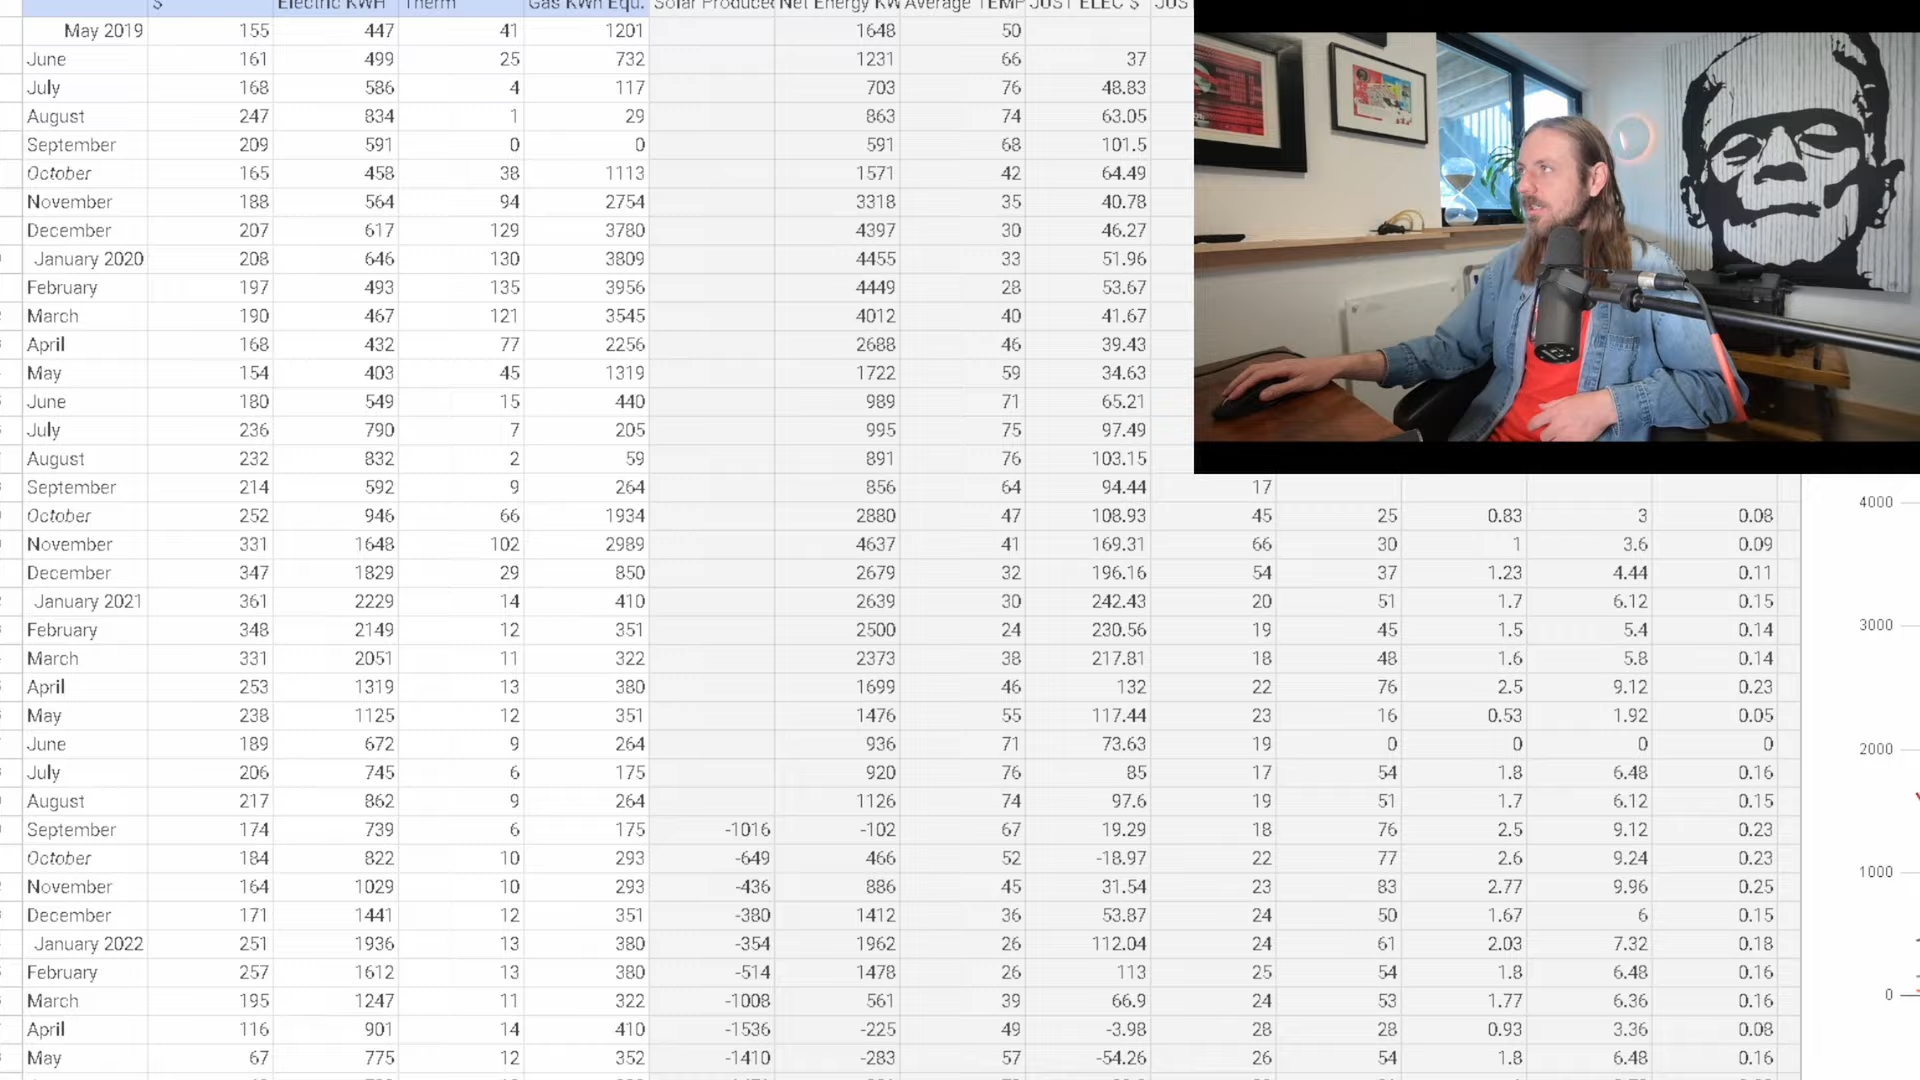 $ Electric KWH Therm Gas KWh Equ. Solar Produced Net Energy KW Average TEMP JUST ELEC $ JUS
May 2019 155 447 41 1201 1648 50
June 161 499 25 732 1231 66 37
July 168 586 4 117 703 76 48.83
August 247 834 1 29 863 74 63.05
September 209 591 0 0 591 68 101.5
October 165 458 38 1113 1571 42 64.49
November 188 564 94 2754 3318 35 40.78
December 207 617 129 3780 4397 30 46.27
January 2020 208 646 130 3809 4455 33 51.96
February 197 493 135 3956 4449 28 53.67
March 190 467 121 3545 4012 40 41.67
April 168 432 77 2256 2688 46 39.43
May 154 403 45 1319 1722 59 34.63
June 180 549 15 440 989 71 65.21
July 236 790 7 205 995 75 97.49
August 232 832 2 59 891 76 103.15
September 214 592 9 264 856 64 94.44 17
October 252 946 66 1934 2880 47 108.93 45 25 0.83 3 0.08
November 331 1648 102 2989 4637 41 169.31 66 30 1 3.6 0.09
December 347 1829 29 850 2679 32 196.16 54 37 1.23 4.44 0.11
January 2021 361 2229 14 410 2639 30 242.43 20 51 1.7 6.12 0.15
February 348 2149 12 351 2500 24 230.56 19 45 1.5 5.4 0.14
March 331 2051 11 322 2373 38 217.81 18 48 1.6 5.8 0.14
April 253 1319 13 380 1699 46 132 22 76 2.5 9.12 0.23
May 238 1125 12 351 1476 55 117.44 23 16 0.53 1.92 0.05
June 189 672 9 264 936 71 73.63 19 0 0 0 0
July 206 745 6 175 920 76 85 17 54 1.8 6.48 0.16
August 217 862 9 264 1126 74 97.6 19 51 1.7 6.12 0.15
September 174 739 6 175 -1016 -102 67 19.29 18 76 2.5 9.12 0.23
October 184 822 10 293 -649 466 52 -18.97 22 77 2.6 9.24 0.23
November 164 1029 10 293 -436 886 45 31.54 23 83 2.77 9.96 0.25
December 171 1441 12 351 -380 1412 36 53.87 24 50 1.67 6 0.15
January 2022 251 1936 13 380 -354 1962 26 112.04 24 61 2.03 7.32 0.18
February 257 1612 13 380 -514 1478 26 113 25 54 1.8 6.48 0.16
March 195 1247 11 322 -1008 561 39 66.9 24 53 1.77 6.36 0.16
April 116 901 14 410 -1536 -225 49 -3.98 28 28 0.93 3.36 0.08
May 67 775 12 352 -1410 -283 57 -54.26 26 54 1.8 6.48 0.16
4000
3000
2000
1000
0